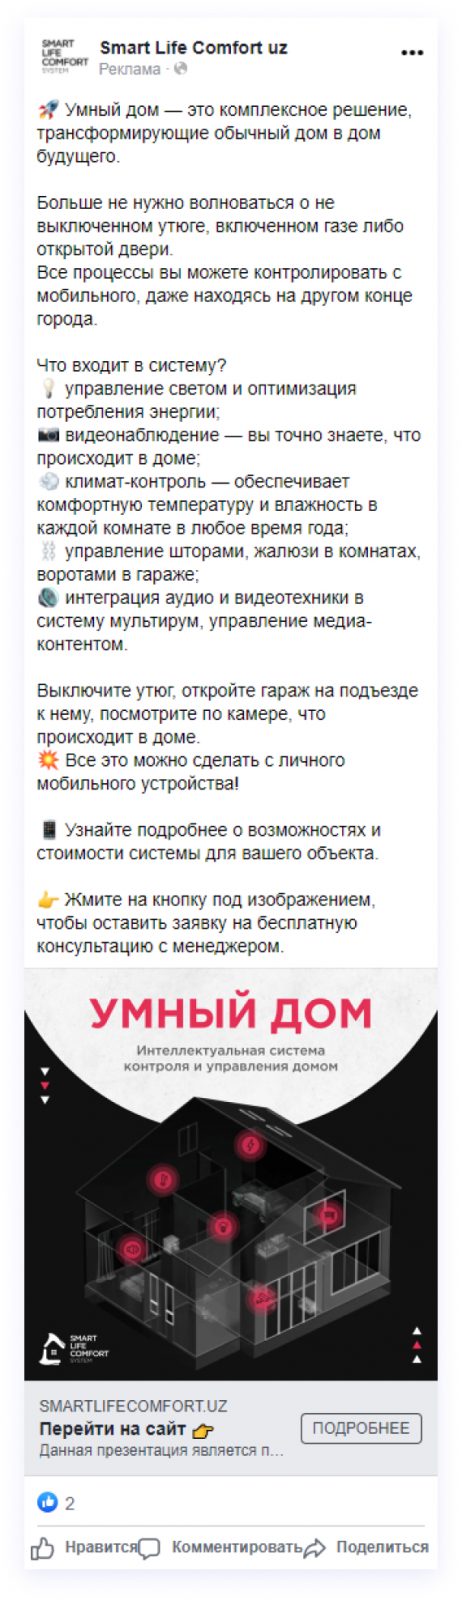 SMART
LIFE
COMFORT
SYSTEM
Smart Life Comfort uz
Реклама ·
🚀 Умный дом — это комплексное решение,
трансформирующие обычный дом в дом
будущего.
Больше не нужно волноваться о не
выключенном утюге, включенном газе либо
открытой двери.
Все процессы вы можете контролировать с
мобильного, даже находясь на другом конце
города.
Что входит в систему?
💡 управление светом и оптимизация
потребления энергии;
📷 видеонаблюдение — вы точно знаете, что
происходит в доме;
💨 климат-контроль — обеспечивает
комфортную температуру и влажность в
каждой комнате в любое время года;
⛓ управление шторами, жалюзи в комнатах,
воротами в гараже;
🔊 интеграция аудио и видеотехники в
систему мультирум, управление медиа-
контентом.
Выключите утюг, откройте гараж на подъезде
к нему, посмотрите по камере, что
происходит в доме.
💥 Все это можно сделать с личного
мобильного устройства!
📱 Узнайте подробнее о возможностях и
стоимости системы для вашего объекта.
👉 Жмите на кнопку под изображением,
чтобы оставить заявку на бесплатную
консультацию с менеджером.
УМНЫЙ ДОМ
Интеллектуальная система
контроля и управления домом
SMART
LIFE
COMFORT
SYSTEM
SMARTLIFECOMFORT.UZ
Перейти на сайт 👉
Данная презентация является п...
ПОДРОБНЕЕ
2
Нравится
Комментировать
Поделиться